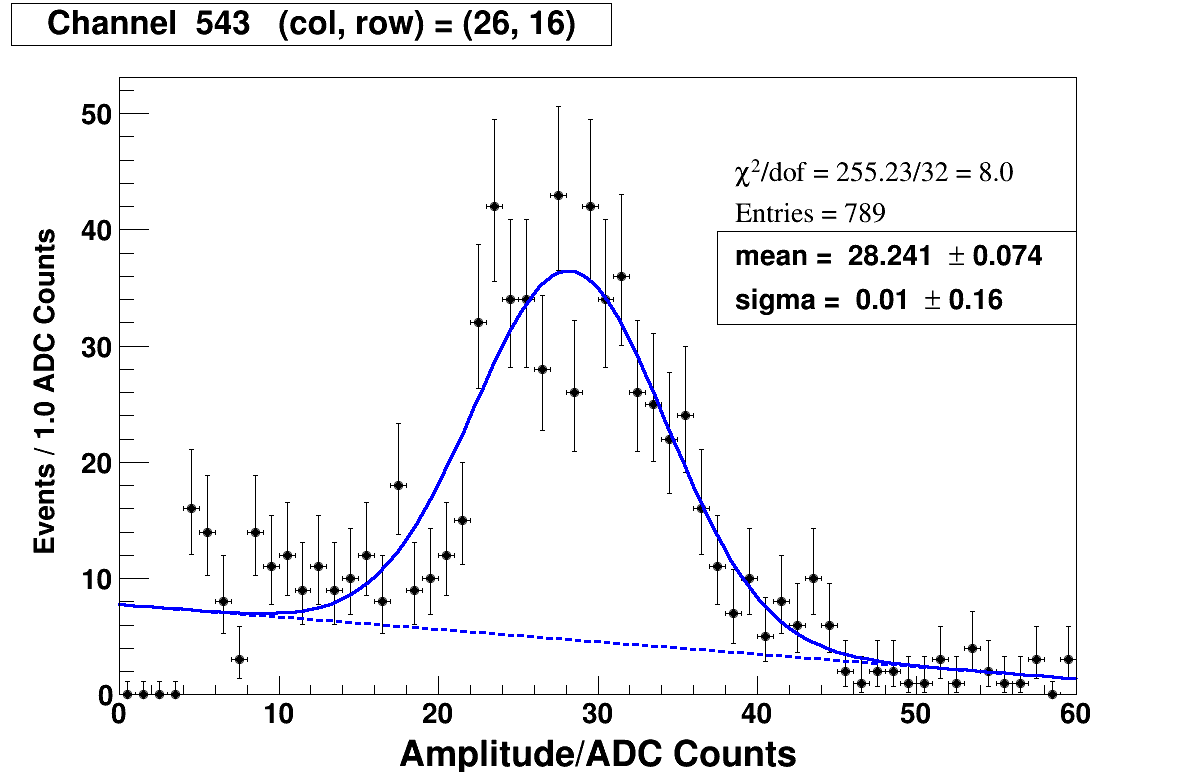 Channel 543 (col, row) = (26, 16)
50
40
30
20
10
0
Events / 1.0 ADC Counts
χ²/dof = 255.23/32 = 8.0
Entries = 789
mean = 28.241 ± 0.074
sigma = 0.01 ± 0.16
0 10 20 30 40 50 60
Amplitude/ADC Counts